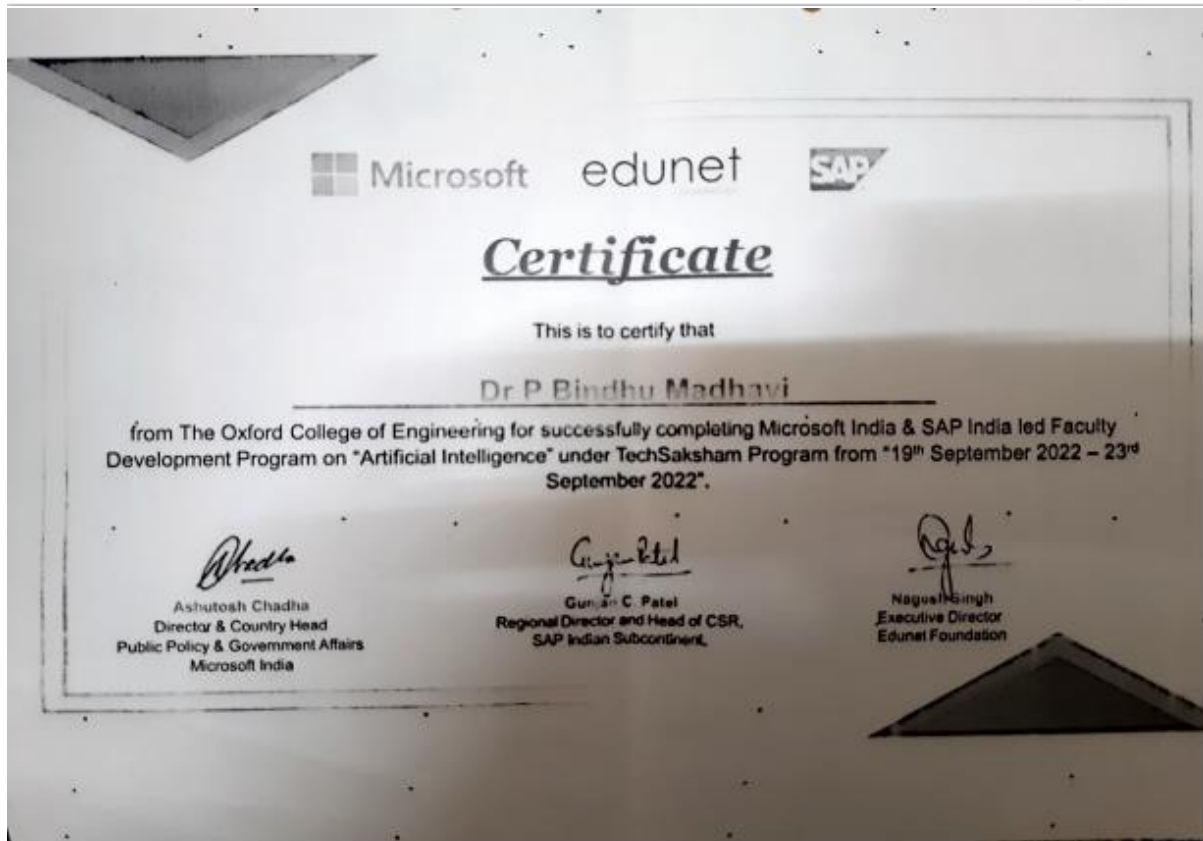 Microsoft edunet SAP
Certificate
This is to certify that
Dr P Bindhu Madhavi
from The Oxford College of Engineering for successfully completing Microsoft India & SAP India led Faculty
Development Program on "Artificial Intelligence" under TechSaksham Program from "19th September 2022 – 23rd
September 2022".
Ashutosh Chadha
Director & Country Head
Public Policy & Government Affairs
Microsoft India
Gunjan C. Patel
Regional Director and Head of CSR,
SAP Indian Subcontinent,
Singh
Executive Director
Edunet Foundation